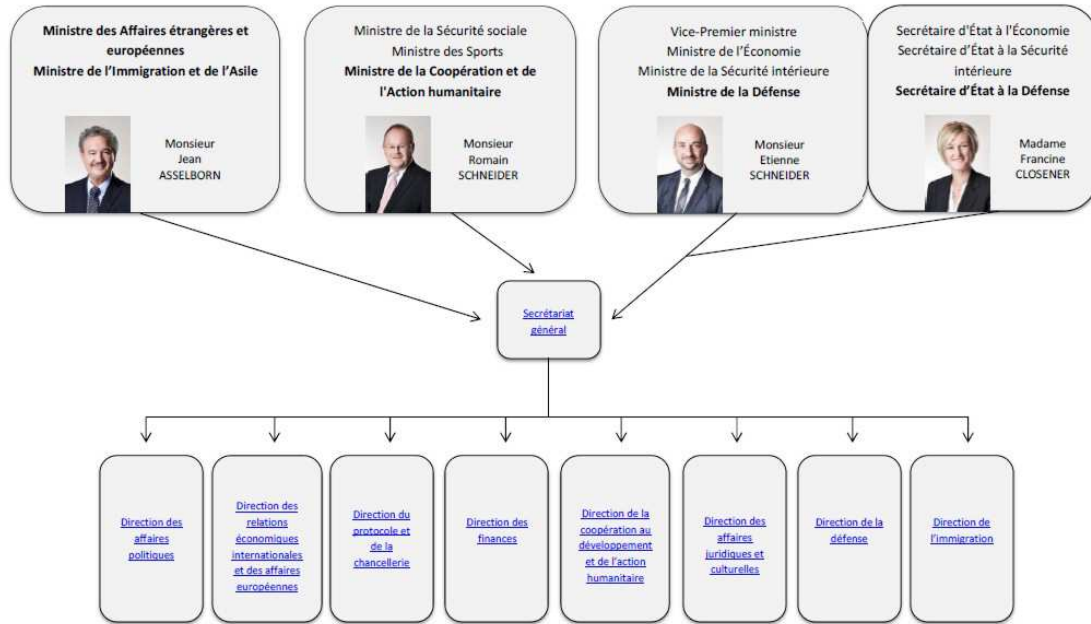 Ministre des Affaires étrangères et
européennes
Ministre de l'Immigration et de l'Asile
Monsieur
Jean
ASSELBORN
Ministre de la Sécurité sociale
Ministre des Sports
Ministre de la Coopération et de
l'Action humanitaire
Monsieur
Romain
SCHNEIDER
Vice-Premier ministre
Ministre de l'Économie
Ministre de la Sécurité intérieure
Ministre de la Défense
Monsieur
Etienne
SCHNEIDER
Secrétaire d'État à l'Économie
Secrétaire d'État à la Sécurité
intérieure
Secrétaire d'État à la Défense
Madame
Francine
CLOSENER
Secrétariat
général
Direction des
affaires
politiques
Direction des
relations
économiques
internationales
et des affaires
européennes
Direction du
protocole et
de la
chancellerie
Direction des
finances
Direction de la
coopération au
développement
et de l'action
humanitaire
Direction des
affaires
juridiques et
culturelles
Direction de la
défense
Direction de
l'immigration